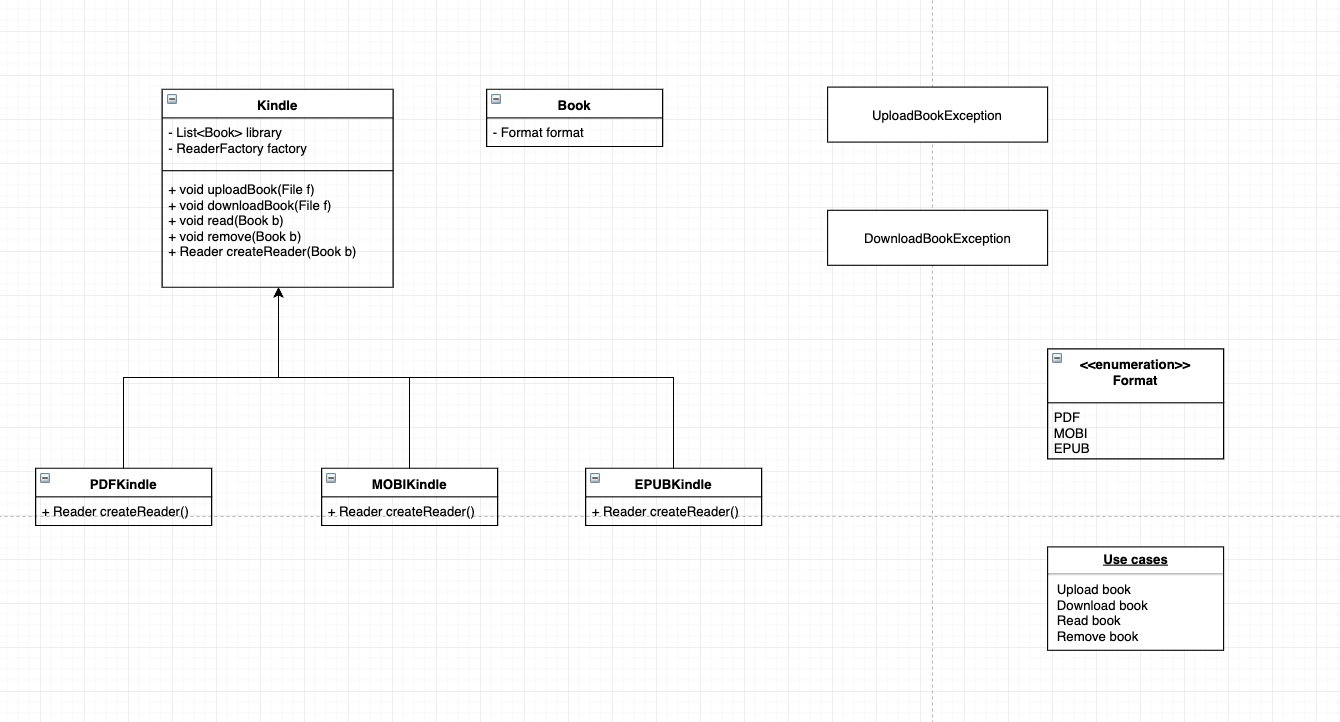 Kindle
- List<Book> library
- ReaderFactory factory
+ void uploadBook(File f)
+ void downloadBook(File f)
+ void read(Book b)
+ void remove(Book b)
+ Reader createReader(Book b)
Book
- Format format
UploadBookException
DownloadBookException
<<enumeration>>
Format
PDF
MOBI
EPUB
PDFKindle
+ Reader createReader()
MOBIKindle
+ Reader createReader()
EPUBKindle
+ Reader createReader()
Use cases
Upload book
Download book
Read book
Remove book